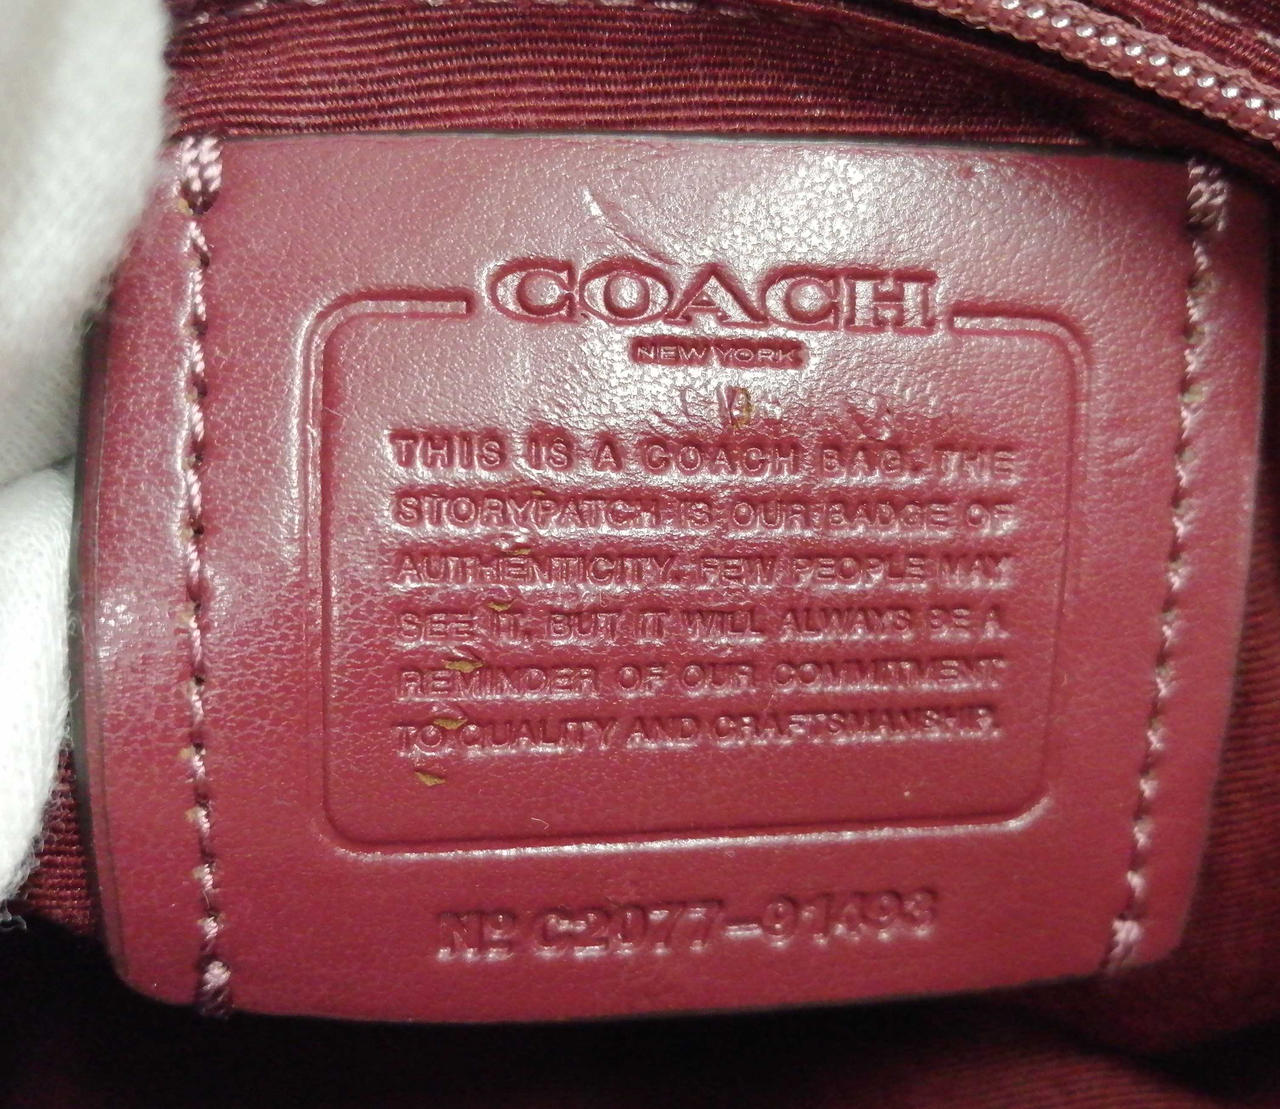 COACH
NEW YORK
THIS IS A COACH BAG. THE
STORYPATCH IS OUR BADGE OF
AUTHENTICITY. FEW PEOPLE MAY
SEE IT, BUT IT WILL ALWAYS BE A
REMINDER OF OUR COMMITMENT
TO QUALITY AND CRAFTSMANSHIP.
Nº C2077-91493